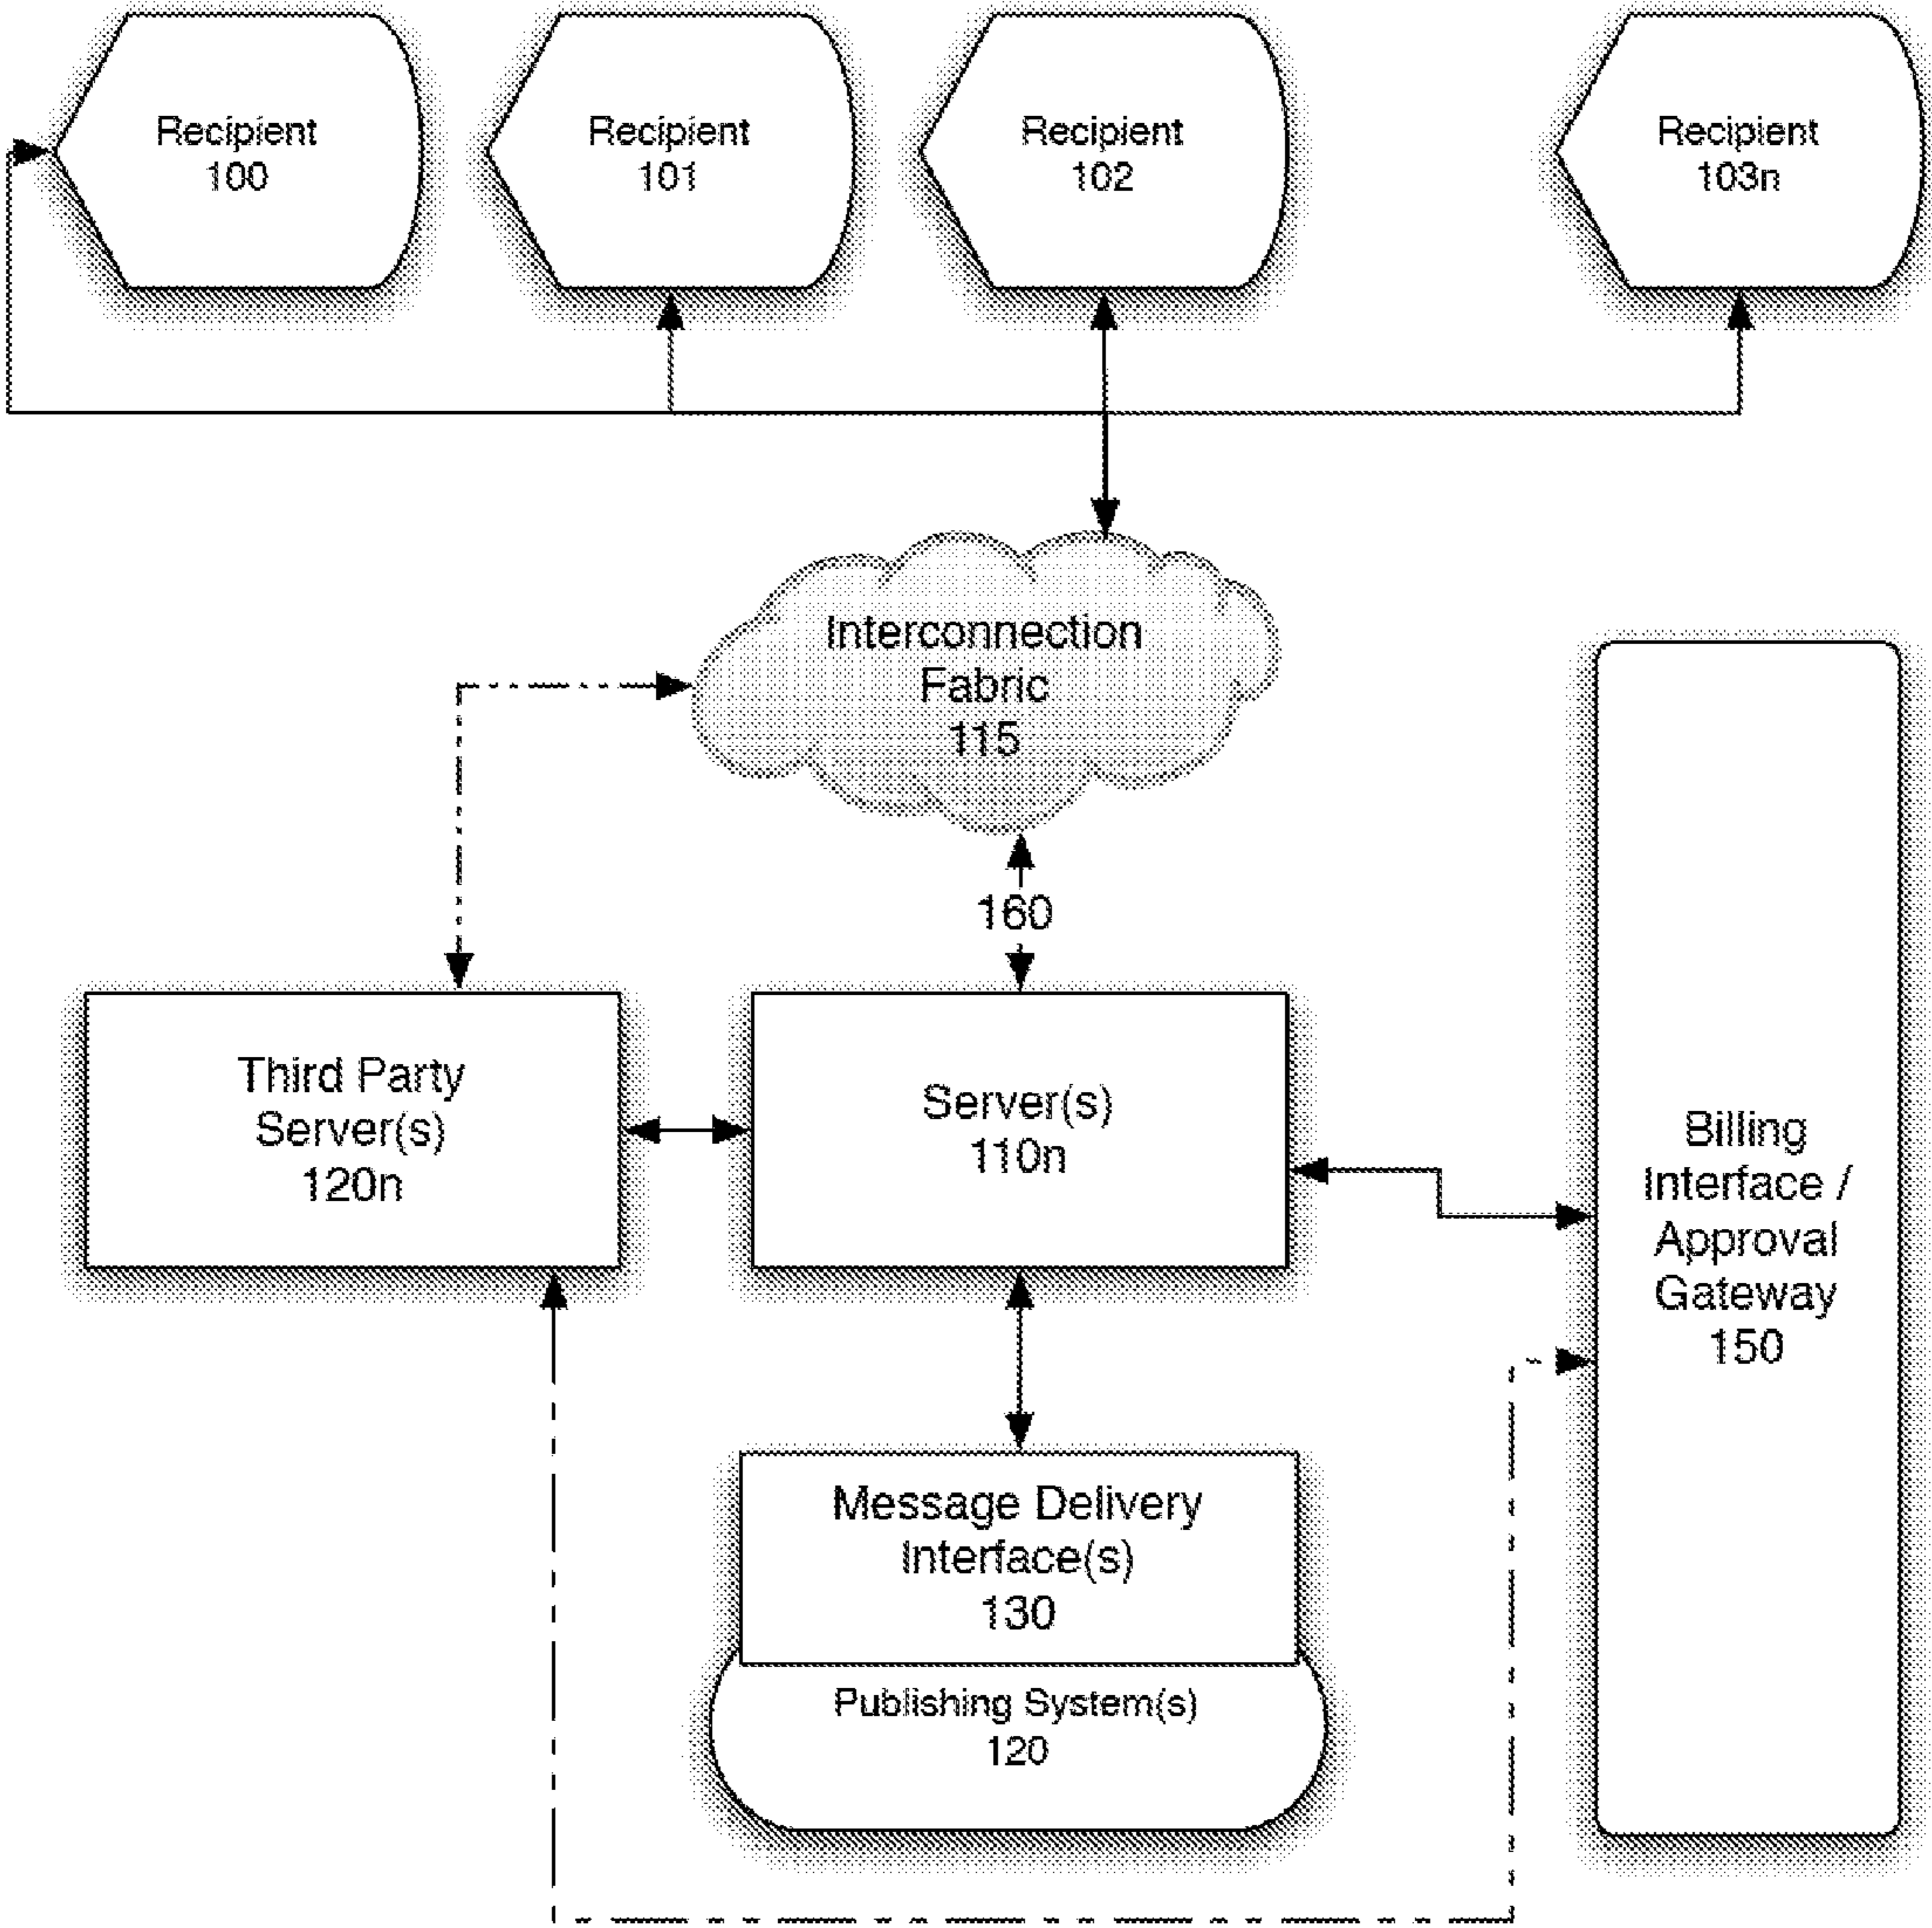 Recipient
100
Recipient
101
Recipient
102
Recipient
103n
Interconnection
Fabric
115
160
Third Party
Server(s)
120n
Server(s)
110n
Billing
Interface /
Approval
Gateway
150
Message Delivery
Interface(s)
130
Publishing System(s)
120